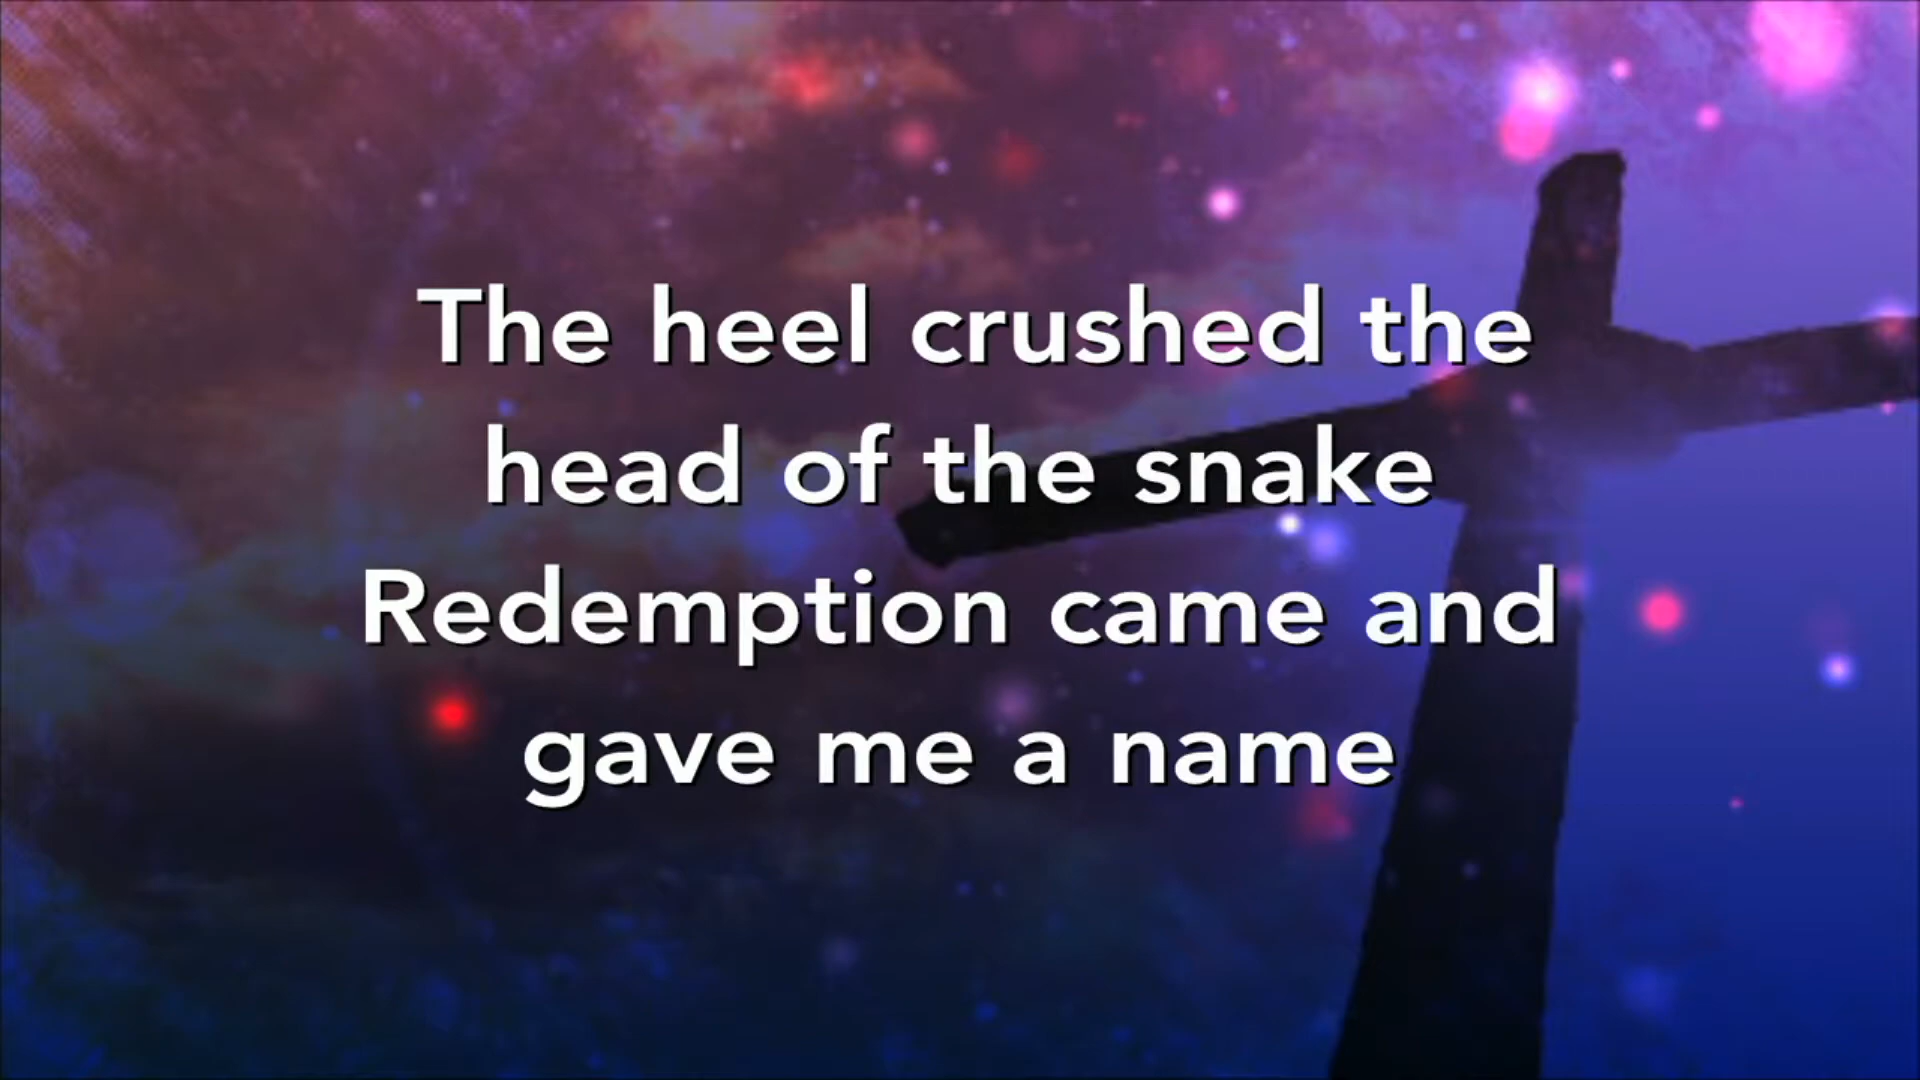 The heel crushed the
head of the snake
Redemption came and
gave me a name